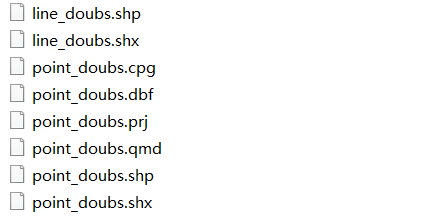 line_doubs.shp
line_doubs.shx
point_doubs.cpg
point_doubs.dbf
point_doubs.prj
point_doubs.qmd
point_doubs.shp
point_doubs.shx